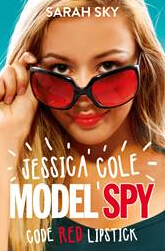 SARAH SKY
JESSICA COLE
MODEL SPY
CODE RED LIPSTICK